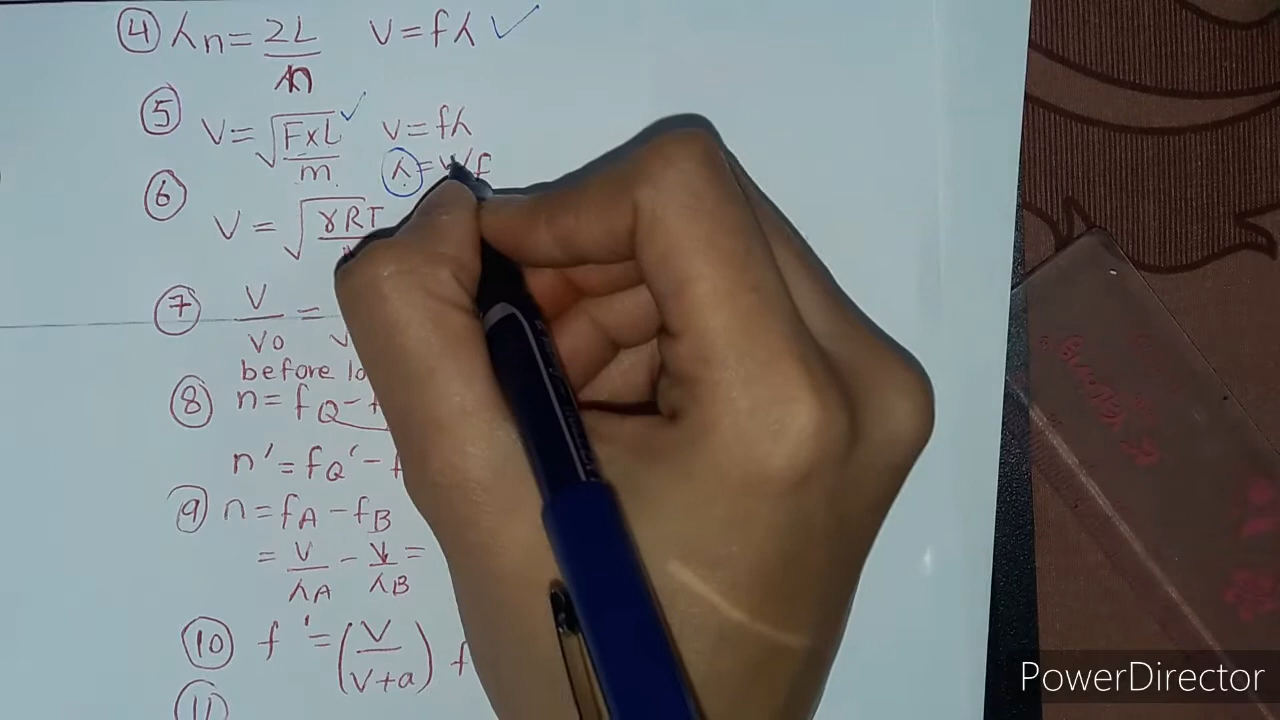 ④ λn = 2L/n v = fλ ✓
⑤ V = √(F×L/m) ✓ v = fλ
λ = v/f
⑥ V = √(γRT
⑦ V/V0 =
before
⑧ n = fQ -
n' = fQ' -
⑨ n = fA - fB
= V/λA - V/λB =
⑩ f' = (V/V+a) f
⑪
PowerDirector